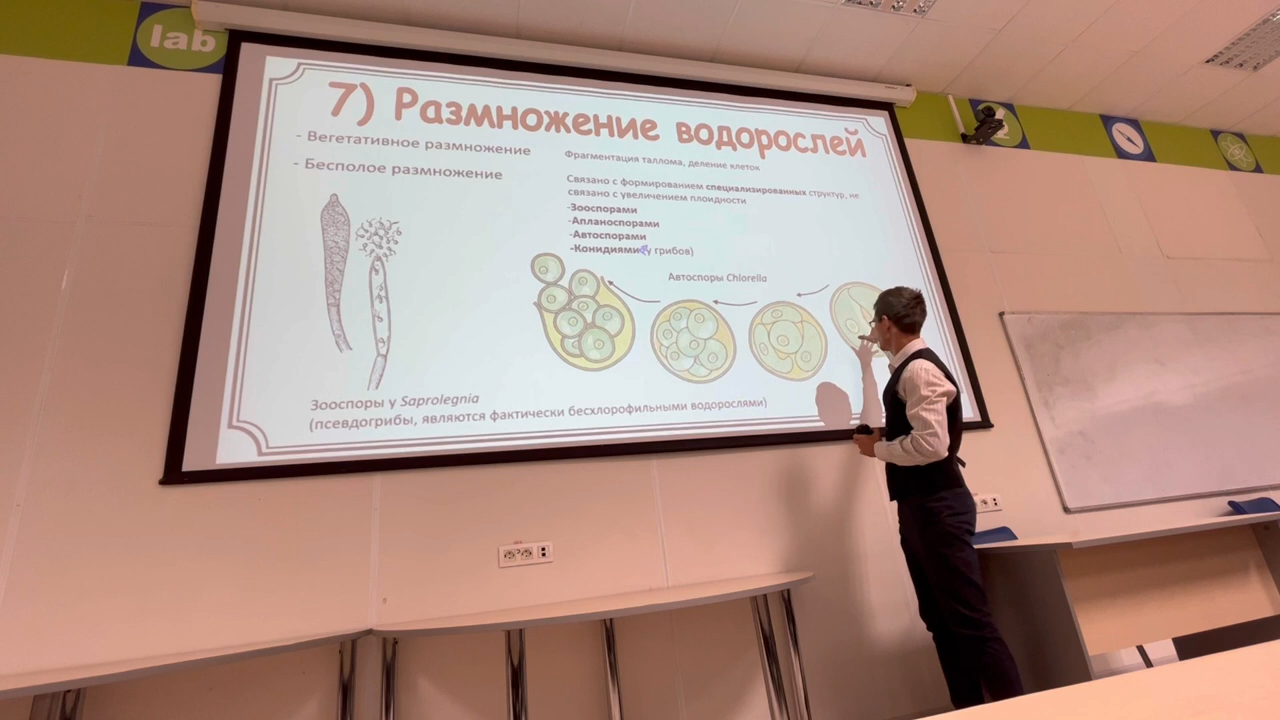 lab
7) Размножение водорослей
- Вегетативное размножение
Фрагментация таллома, деление клеток
- Бесполое размножение
Связано с формированием специализированных структур, не
связано с увеличением плоидности
-Зооспорами
-Апланоспорами
-Автоспорами
-Конидиями(у грибов)
Автоспоры Chlorella
Зооспоры у Saprolegnia
(псевдогрибы, являются фактически бесхлорофильными водорослями)